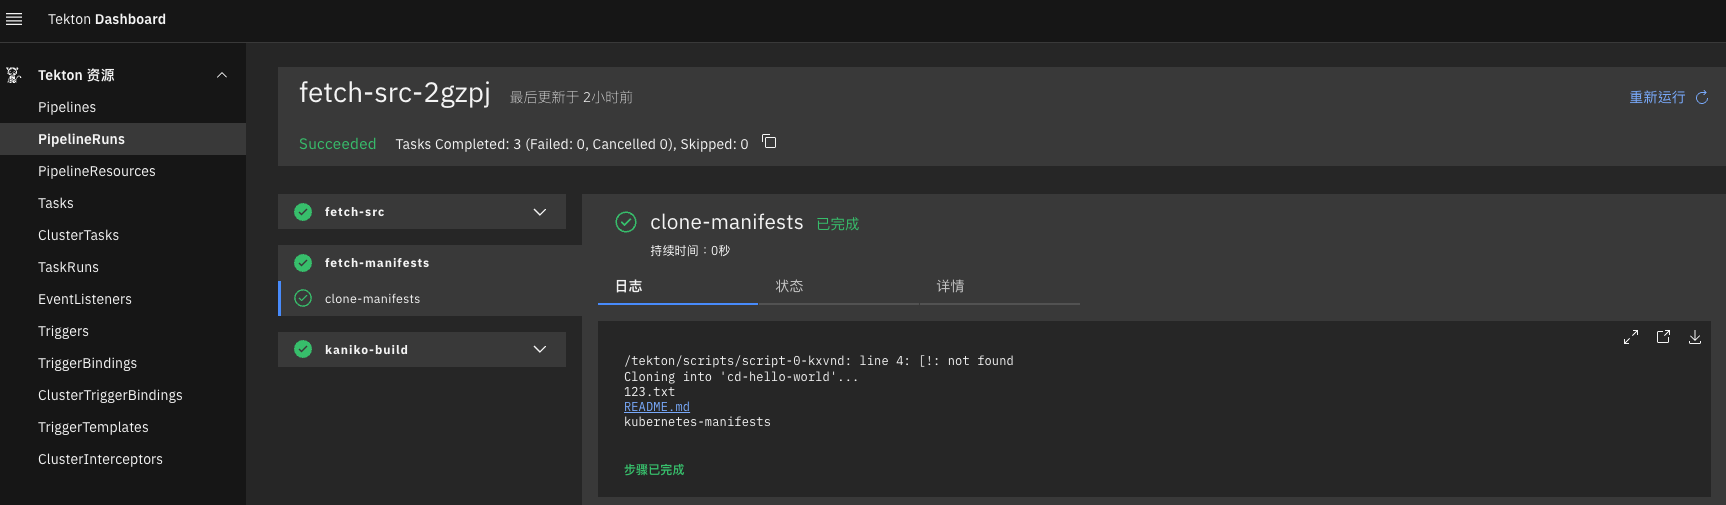 Tekton Dashboard
Tekton 资源
Pipelines
PipelineRuns
PipelineResources
Tasks
ClusterTasks
TaskRuns
EventListeners
Triggers
TriggerBindings
ClusterTriggerBindings
TriggerTemplates
ClusterInterceptors
fetch-src-2gzpj 最后更新于 2小时前
重新运行
Succeeded Tasks Completed: 3 (Failed: 0, Cancelled 0), Skipped: 0
fetch-src
fetch-manifests
clone-manifests
kaniko-build
clone-manifests 已完成
持续时间：0秒
日志 状态 详情
/tekton/scripts/script-0-kxvnd: line 4: [!: not found
Cloning into 'cd-hello-world'...
123.txt
README.md
kubernetes-manifests
步骤已完成